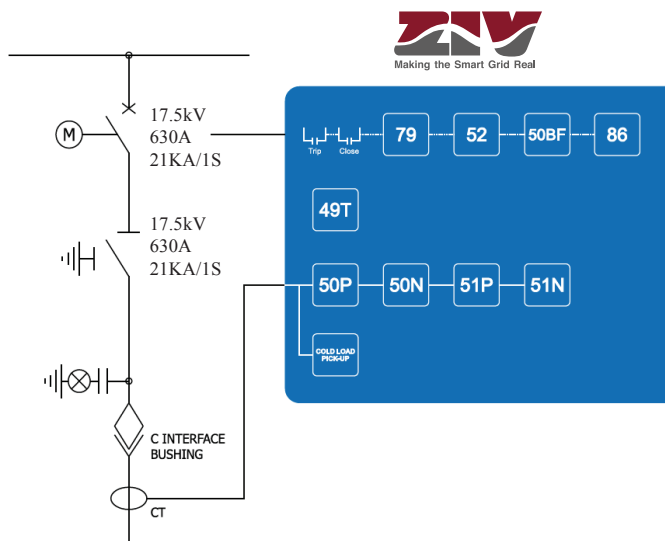 ZIV
Making the Smart Grid Real
17.5kV
630A
21KA/1S
M
Trip
Close
79
52
50BF
86
49T
17.5kV
630A
21KA/1S
50P
50N
51P
51N
COLD LOAD
PICK-UP
C INTERFACE
BUSHING
CT